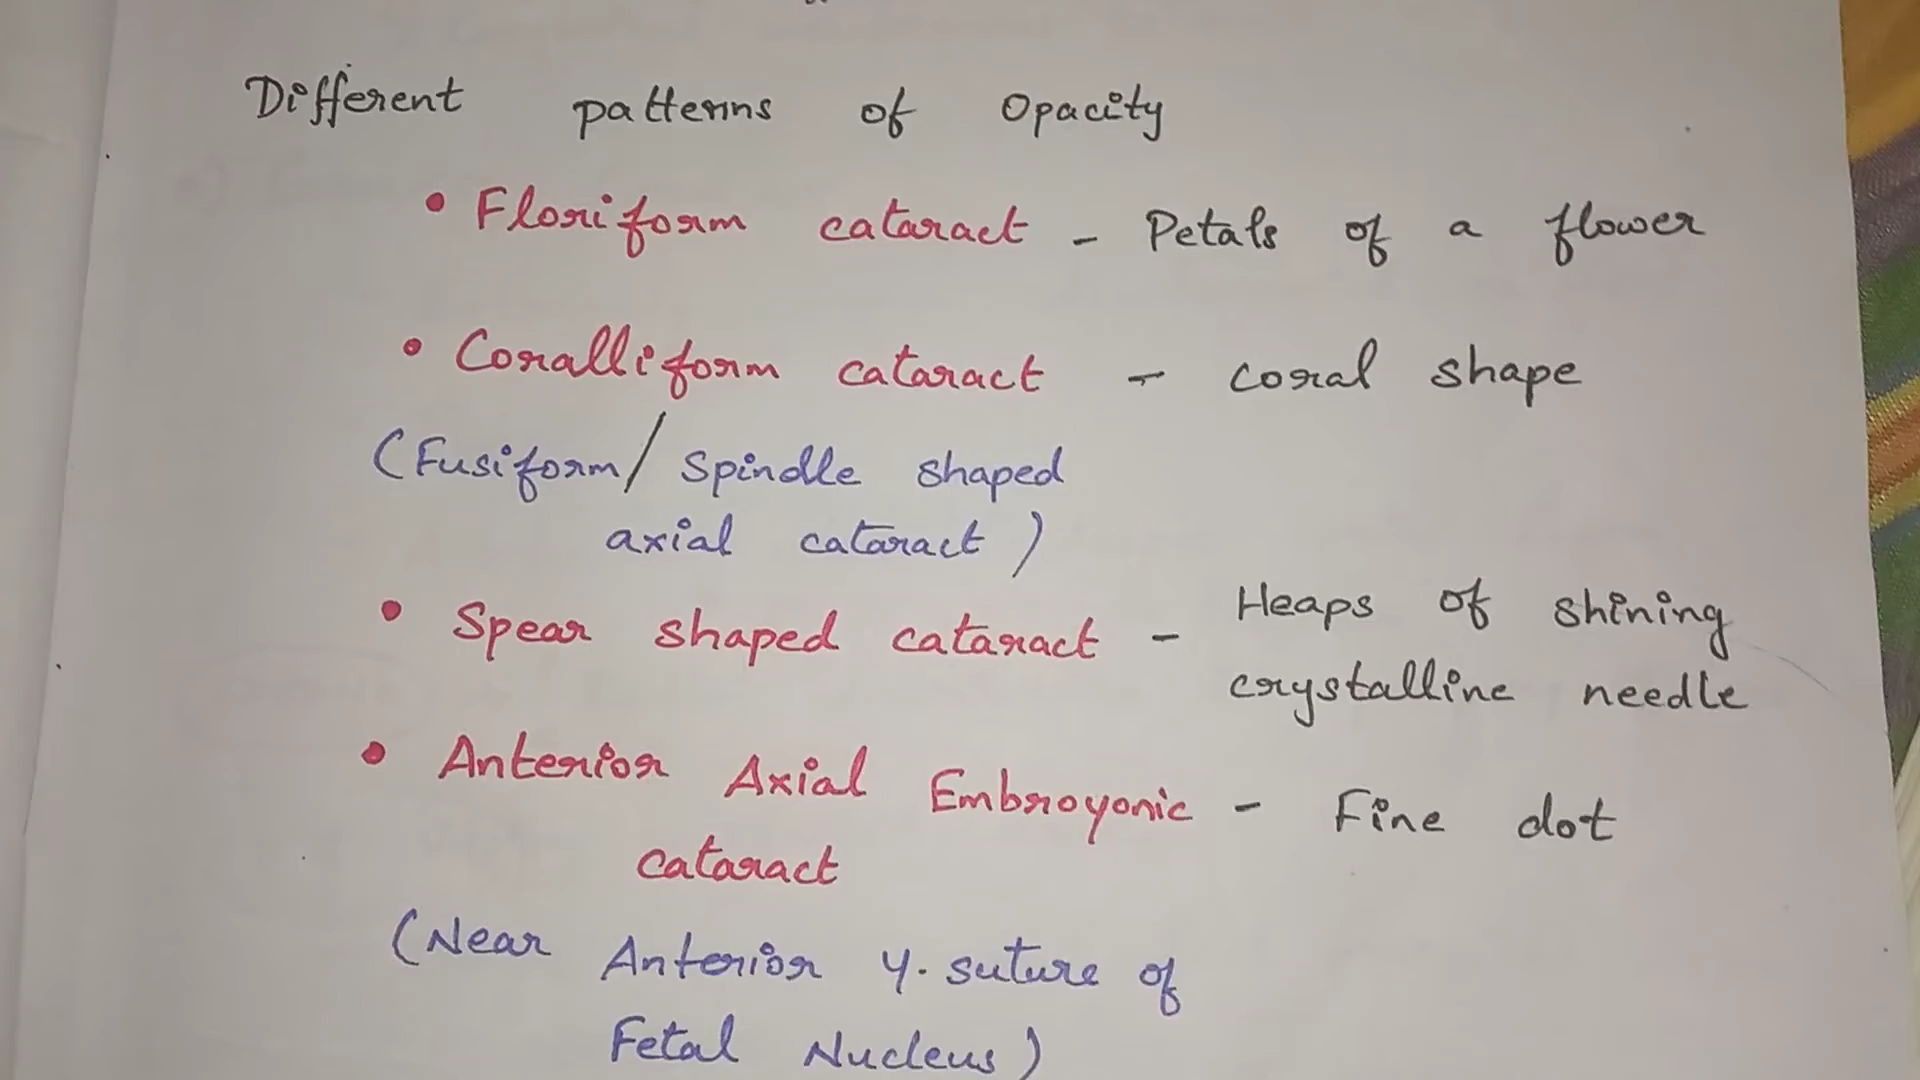 Different patterns of Opacity
• Floriform cataract - Petals of a flower
• Coralliform cataract - coral shape
(Fusiform/ Spindle shaped
axial cataract )
• Spear shaped cataract - Heaps of shining
crystalline needle
• Anterior Axial Embroyonic - Fine dot
cataract
(Near Anterior Y. suture of
Fetal Nucleus )